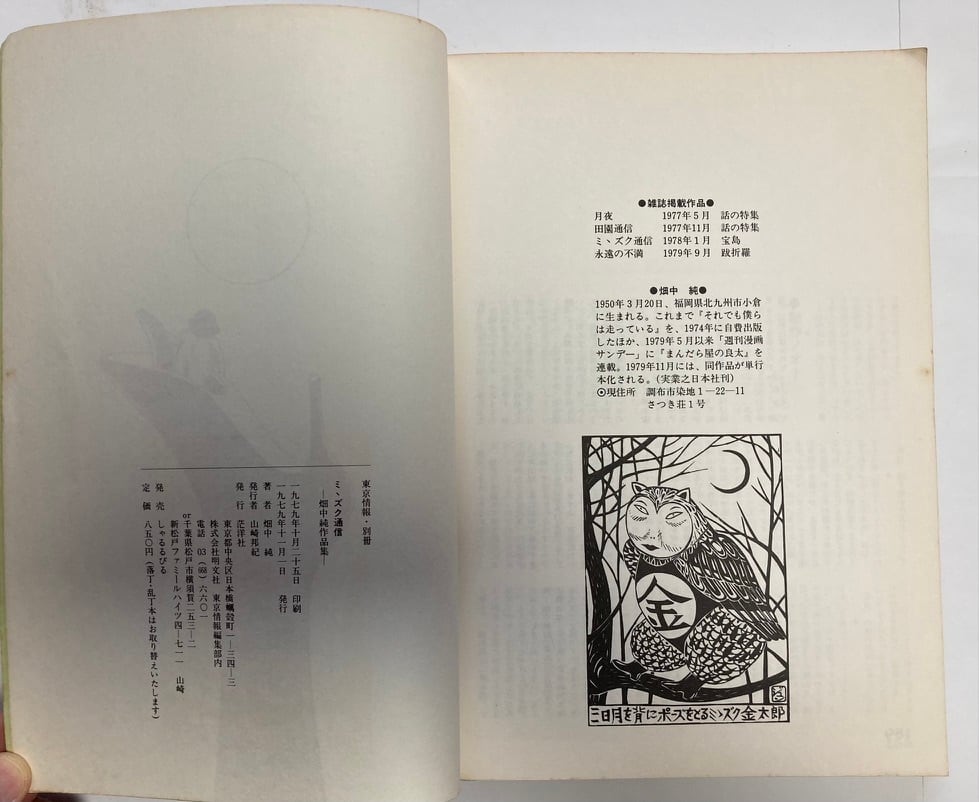 ●雑誌掲載作品●
月夜 1977年5月 話の特集
田園通信 1977年11月 話の特集
ミヽズク通信 1978年1月 宝島
永遠の不満 1979年9月 跋折羅
●畑中 純●
1950年3月20日、福岡県北九州市小倉
に生まれる。これまで『それでも僕ら
は走っている』を、1974年に自費出版
したほか、1979年5月以来「週刊漫画
サンデー」に『まんだら屋の良太』を
連載。1979年11月には、同作品が単行
本化される。(実業之日本社刊)
⦿現住所 調布市染地1―22―11
さつき荘1号
金
三日月を背にポーズをとるミヽズク金太郎
東京情報・別冊
ミヽズク通信
―畑中純作品集―
一九七九年十月二十五日 印刷
一九七九年十一月一日 発行
著者 畑中 純
発行者 山崎邦紀
発行 茫洋社
東京都中央区日本橋蠣殻町一―三四―三
株式会社明文社 東京情報編集部内
電話 03(668)六六〇一
or千葉県松戸市横須賀二五三―二
新松戸ファミールハイツ四―七一一 山崎
発売 しゃるるびる
定価 八五〇円(落丁・乱丁本はお取り替えいたします)